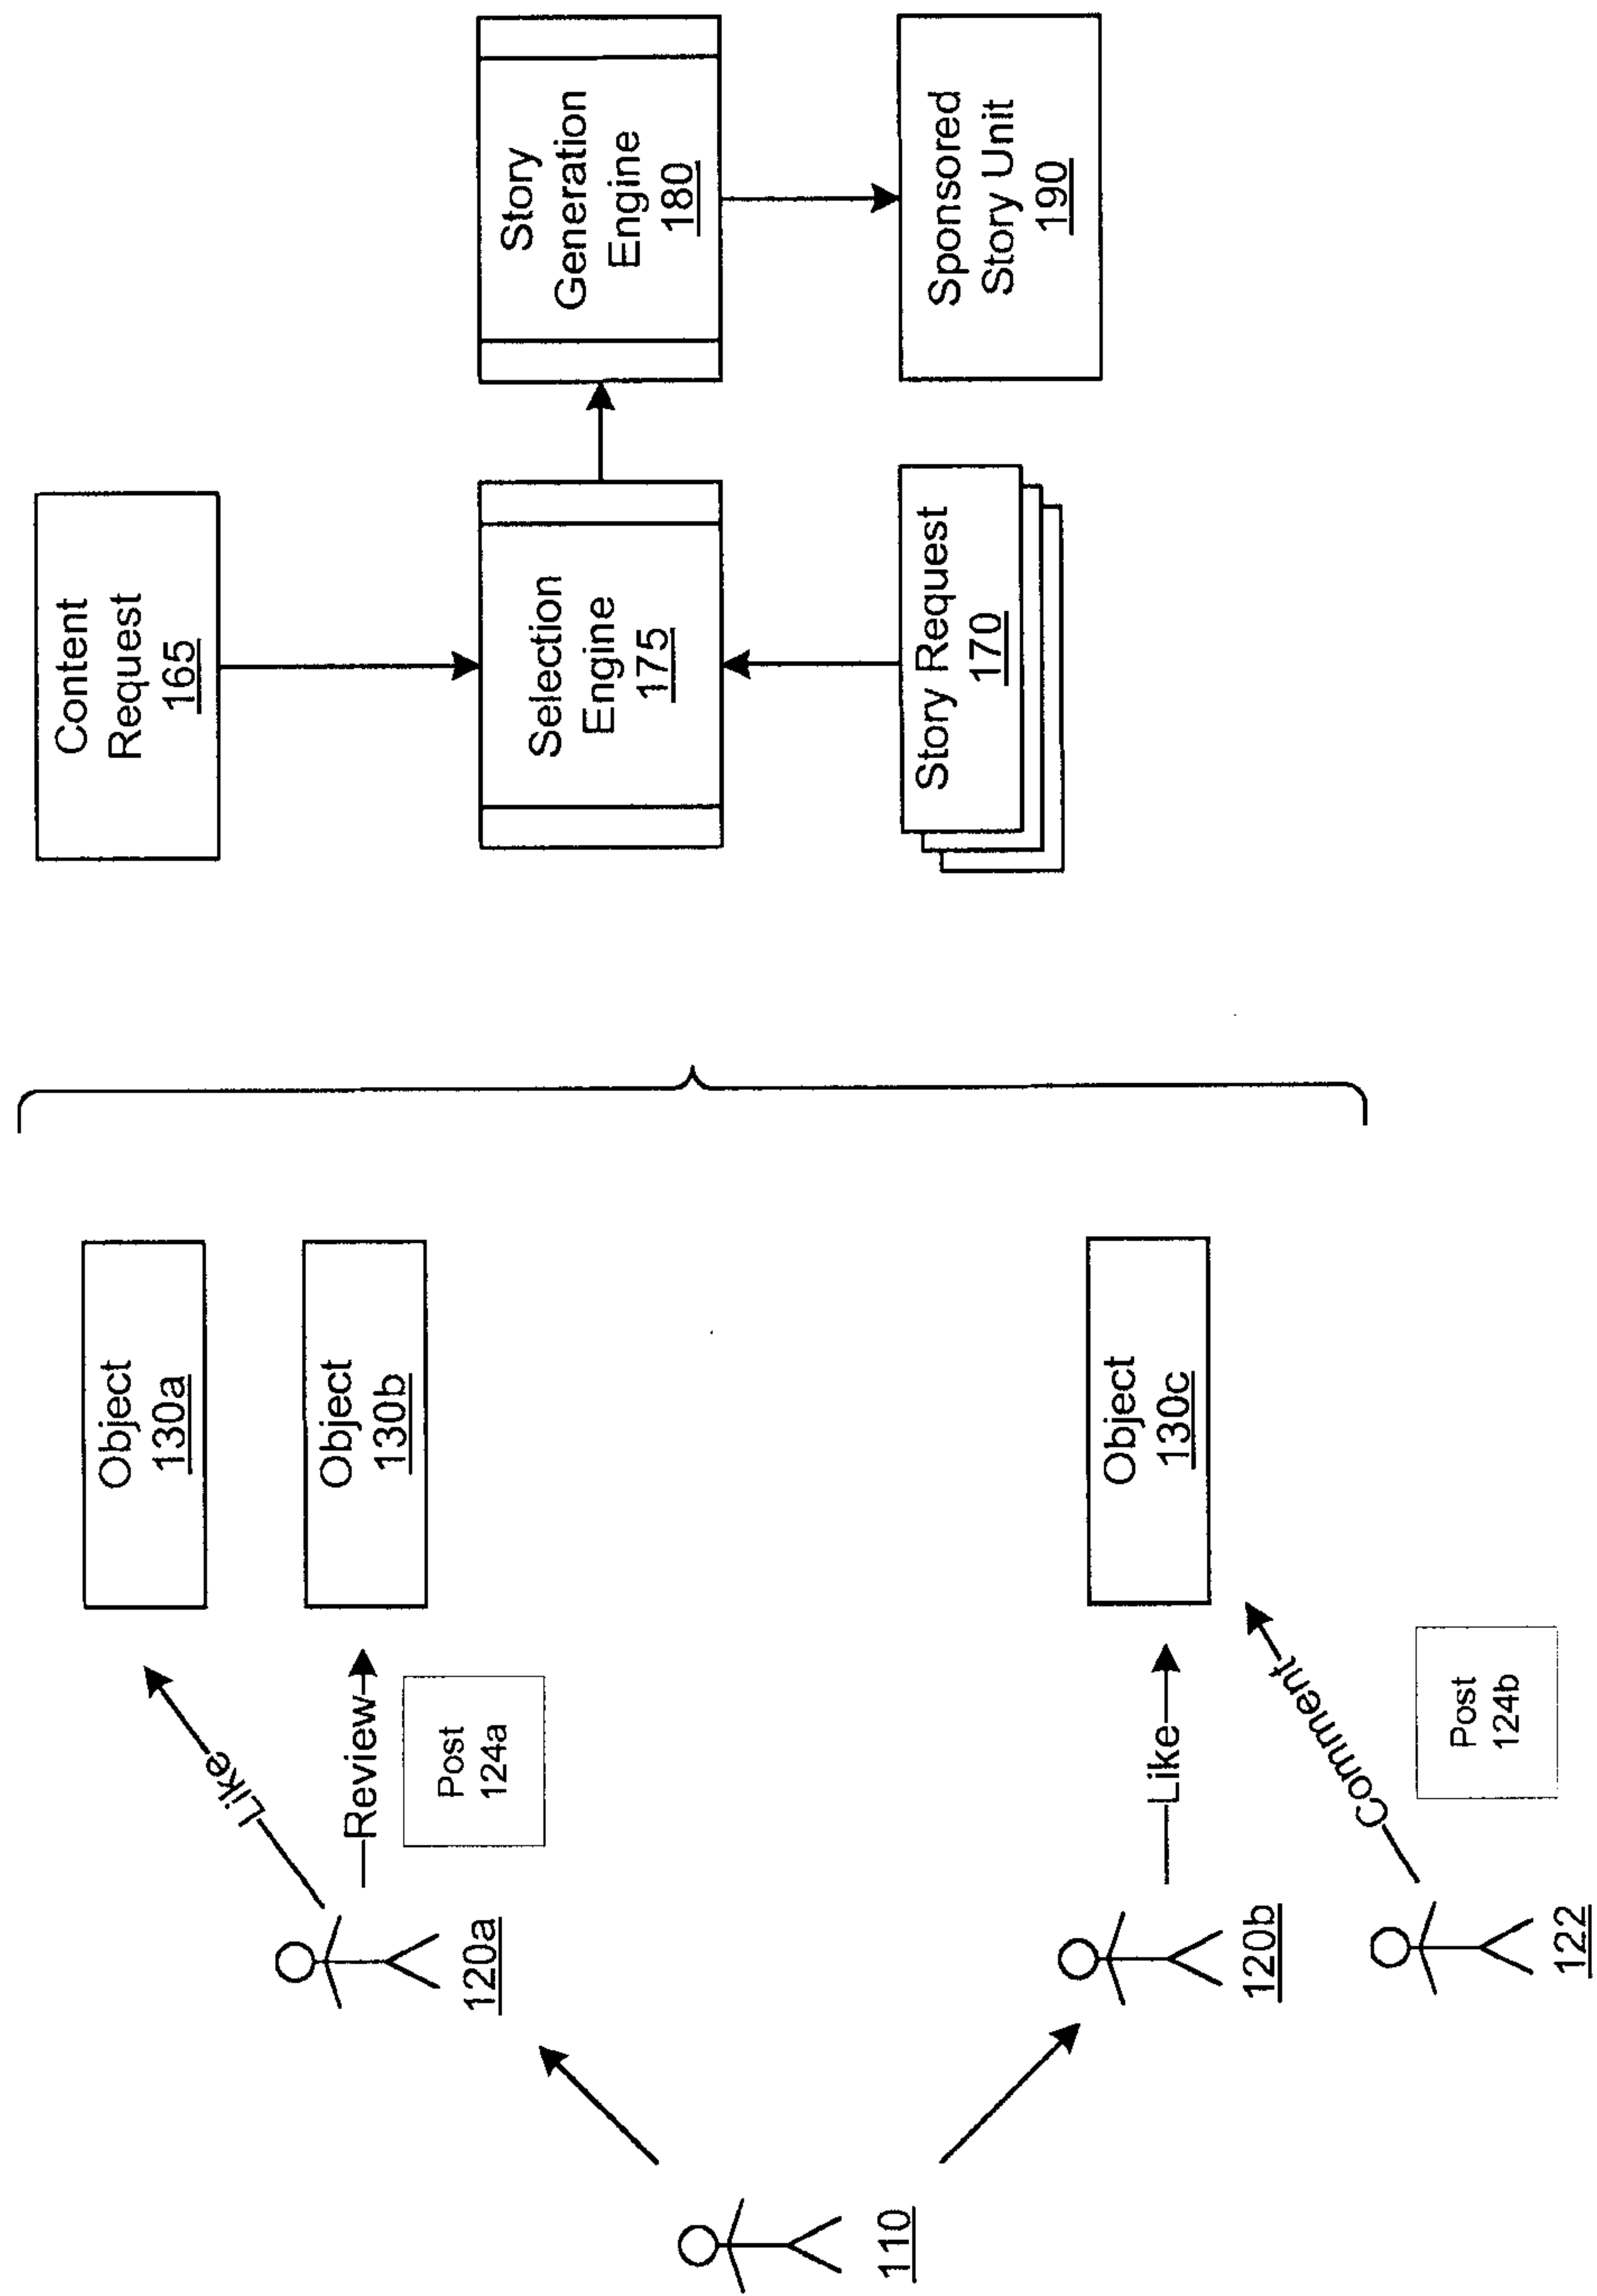 110
120a
120b
122
Like
Review
Post
124a
Like
Comment
Post
124b
Object
130a
Object
130b
Object
130c
Content
Request
165
Selection
Engine
175
Story Request
170
Story
Generation
Engine
180
Sponsored
Story Unit
190